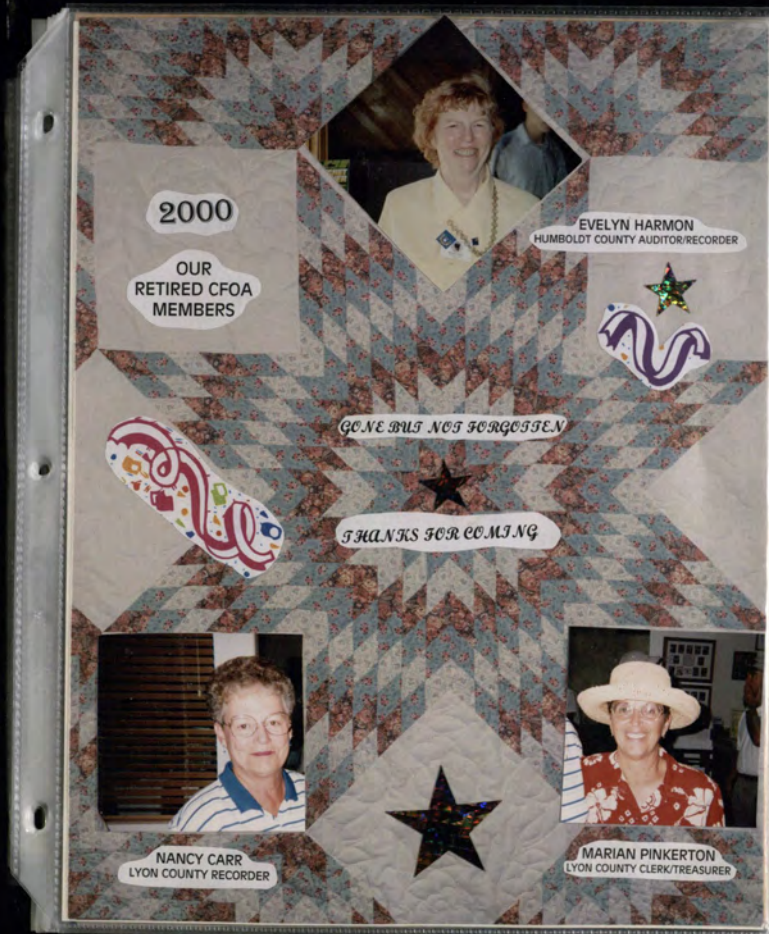 2000
OUR
RETIRED CFOA
MEMBERS
EVELYN HARMON
HUMBOLDT COUNTY AUDITOR/RECORDER
GONE BUT NOT FORGOTTEN
THANKS FOR COMING
NANCY CARR
LYON COUNTY RECORDER
MARIAN PINKERTON
LYON COUNTY CLERK/TREASURER